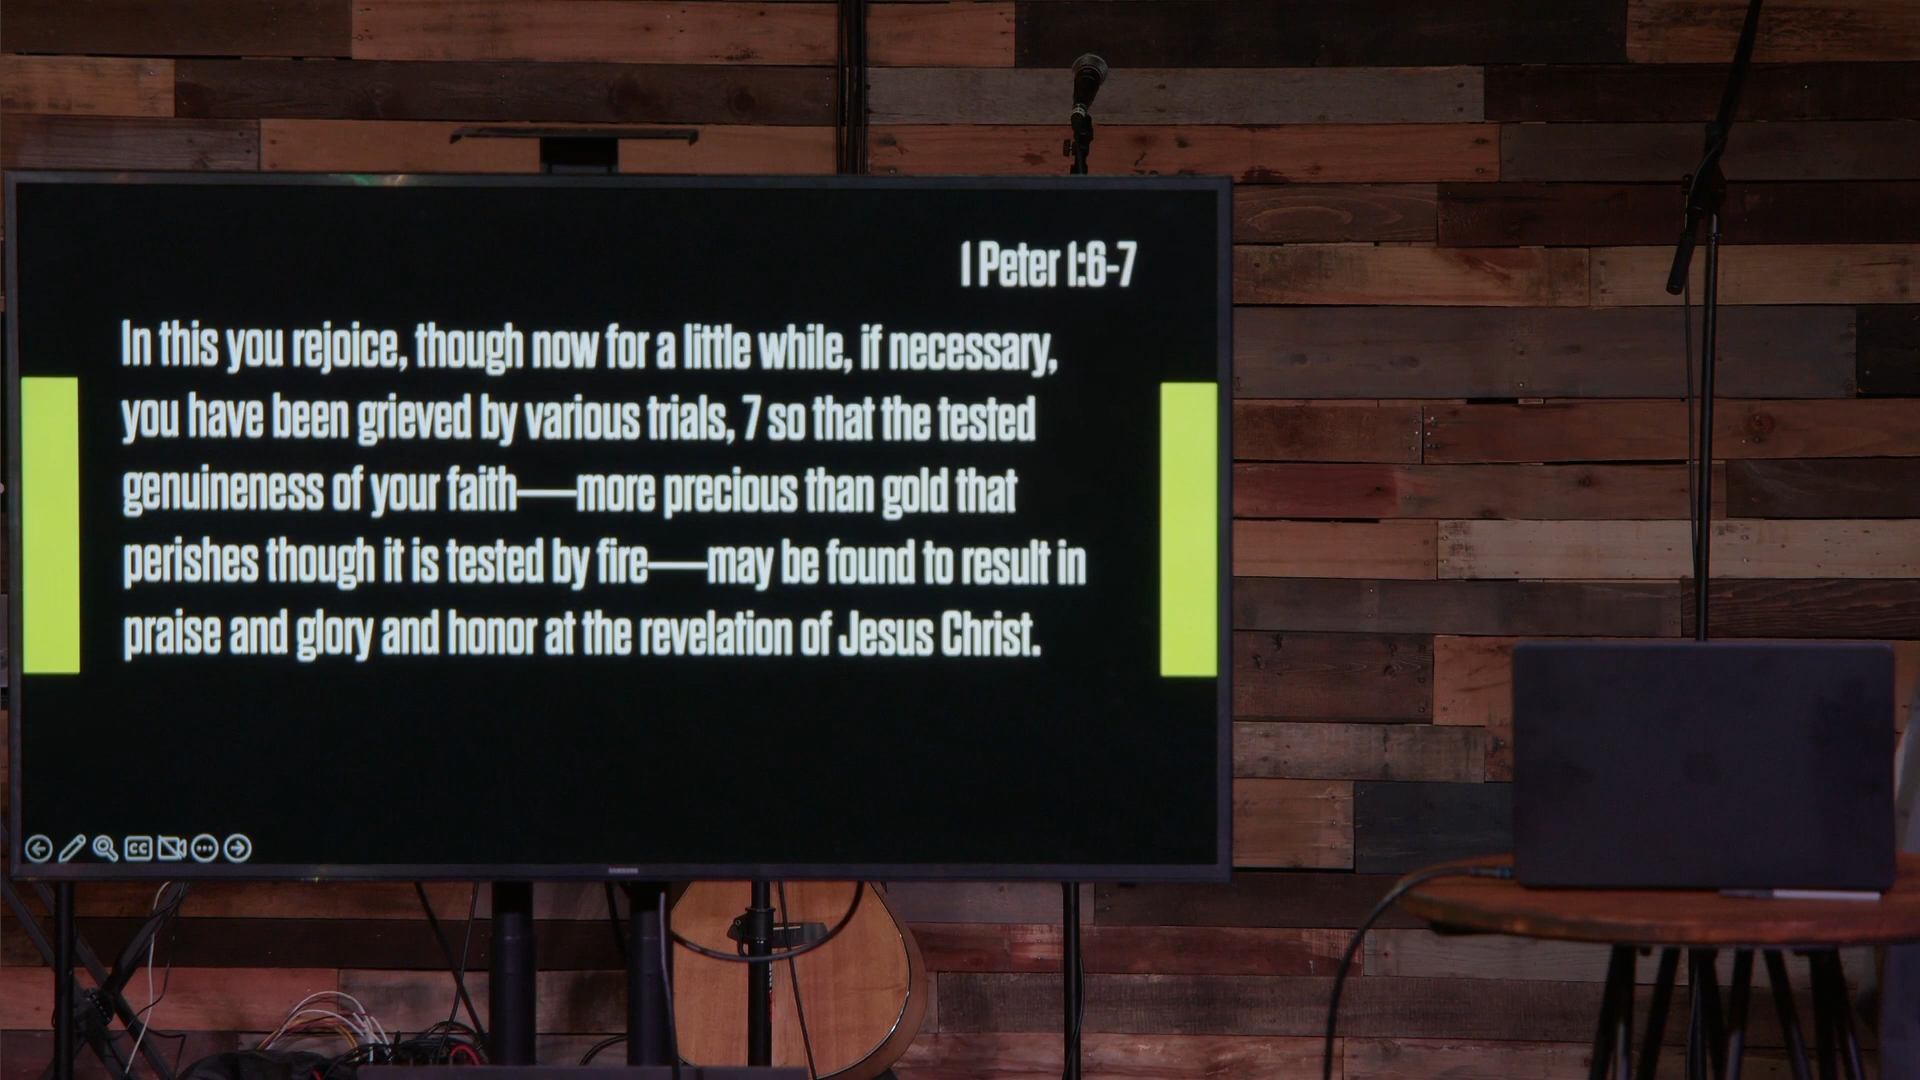 1 Peter 1:6-7
In this you rejoice, though now for a little while, if necessary,
you have been grieved by various trials, 7 so that the tested
genuineness of your faith—more precious than gold that
perishes though it is tested by fire—may be found to result in
praise and glory and honor at the revelation of Jesus Christ.
CC